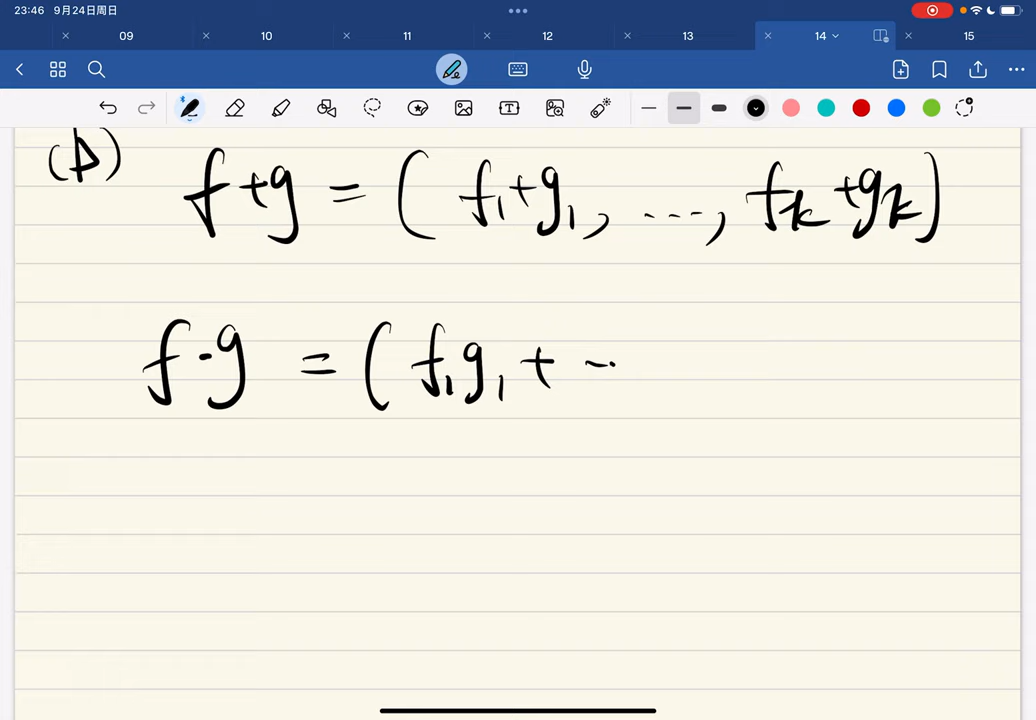 23:46 9月24日周日
09 10 11 12 13 14 15
(b) f+g = ( f₁+g₁, ..., fₖ+gₖ)
f·g = ( f₁g₁ + ..